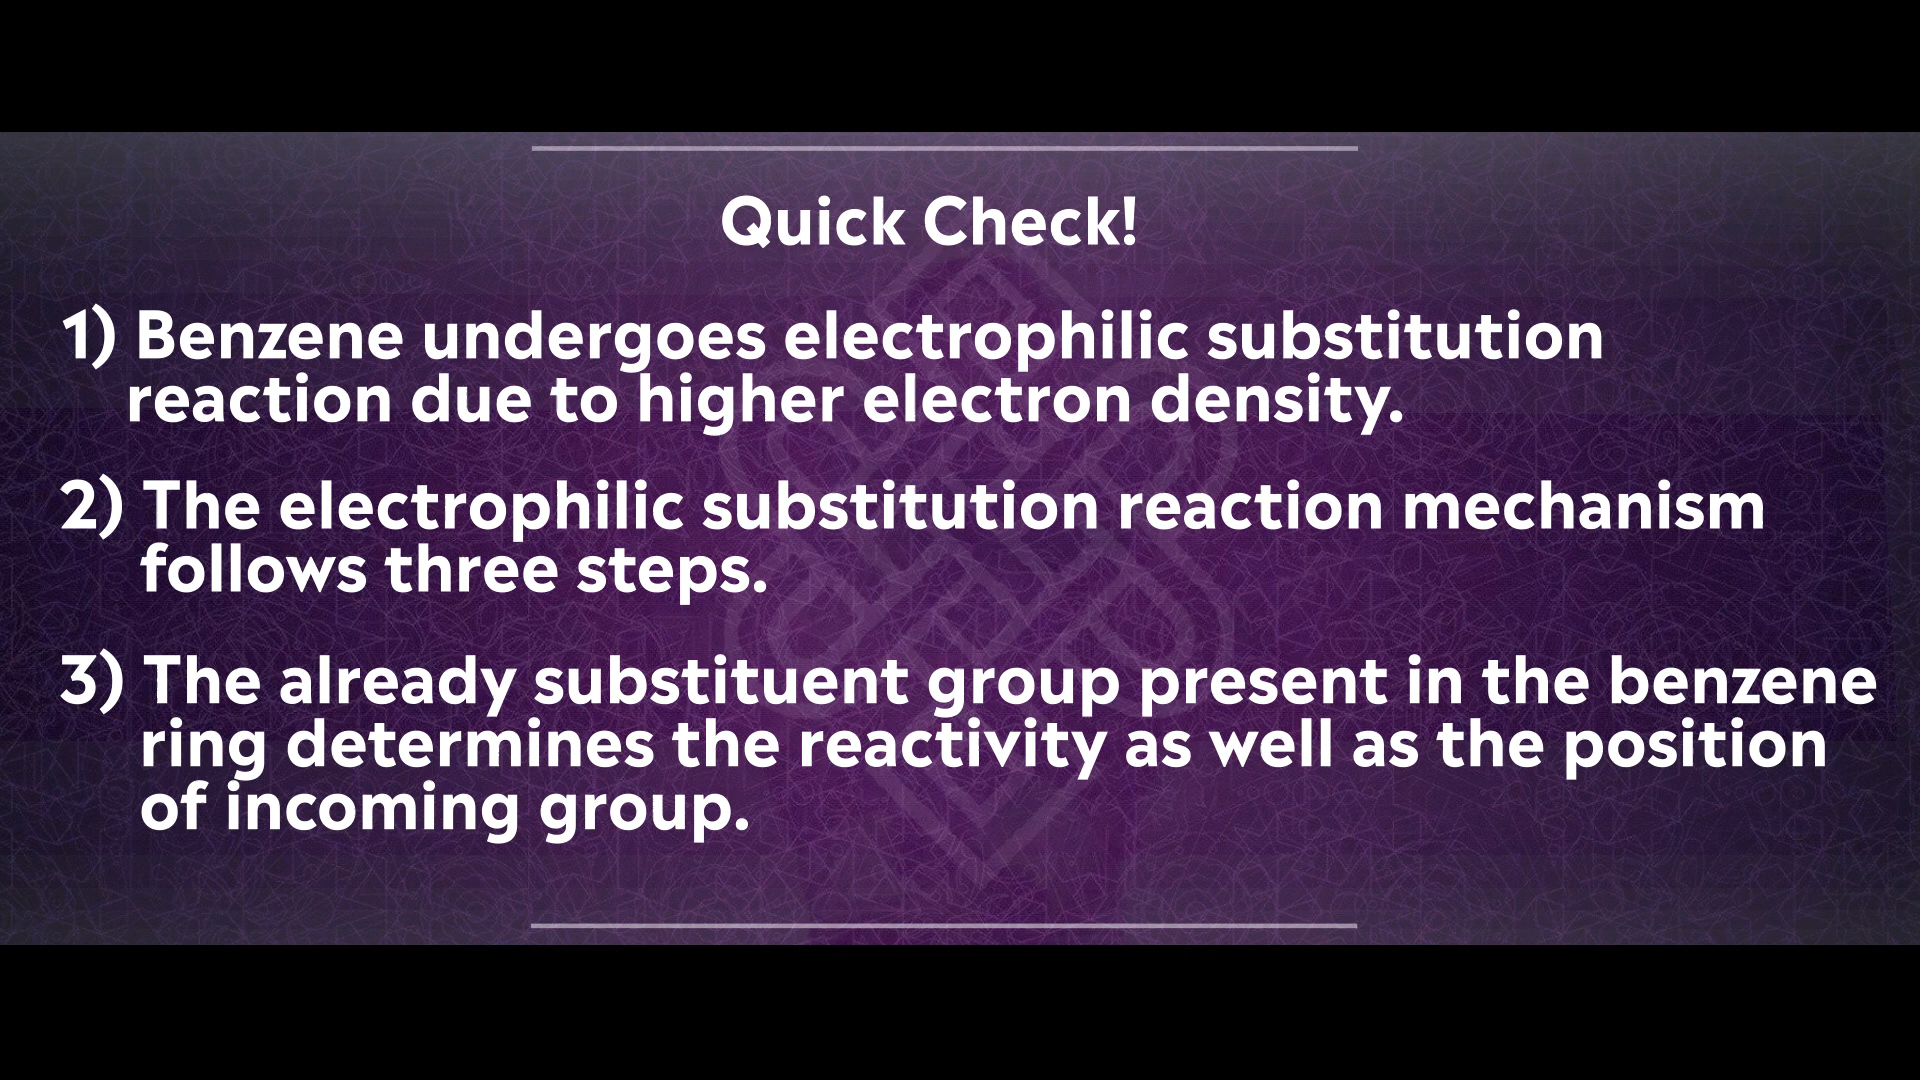 Quick Check!
1) Benzene undergoes electrophilic substitution
reaction due to higher electron density.
2) The electrophilic substitution reaction mechanism
follows three steps.
3) The already substituent group present in the benzene
ring determines the reactivity as well as the position
of incoming group.